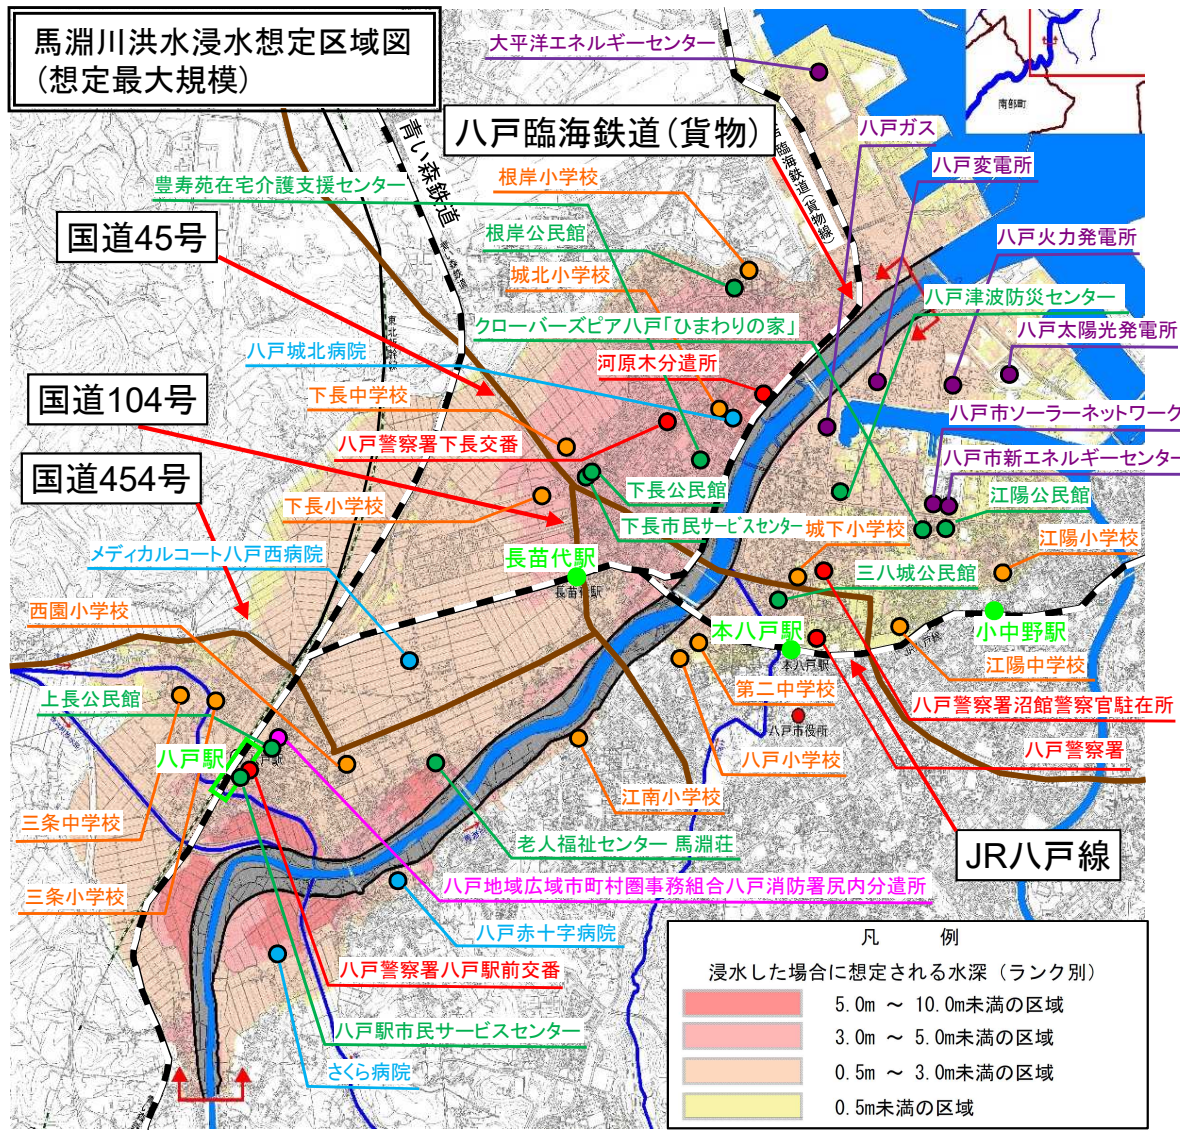 馬淵川洪水浸水想定区域図
(想定最大規模)
大平洋エネルギーセンター
南部町
八戸臨海鉄道(貨物)
八戸ガス
青い森鉄道
八戸変電所
豊寿苑在宅介護支援センター
根岸小学校
臨海鉄道(貨物線)
国道45号
根岸公民館
八戸火力発電所
城北小学校
八戸津波防災センター
クローバーズピア八戸「ひまわりの家」
八戸太陽光発電所
八戸城北病院
河原木分遣所
国道104号
下長中学校
八戸市ソーラーネットワーク
八戸警察署下長交番
八戸市新エネルギーセンター
国道454号
下長公民館
江陽公民館
下長小学校
下長市民サービスセンター
城下小学校
江陽小学校
メディカルコート八戸西病院
長苗代駅
長苗代駅
三八城公民館
西園小学校
本八戸駅
本八戸駅
小中野駅
江陽中学校
上長公民館
第二中学校
八戸警察署沼館警察官駐在所
八戸市役所
八戸駅
八戸小学校
八戸警察署
江南小学校
三条中学校
老人福祉センター 馬淵荘
JR八戸線
三条小学校
八戸地域広域市町村圏事務組合八戸消防署尻内分遣所
八戸赤十字病院
八戸警察署八戸駅前交番
八戸駅市民サービスセンター
さくら病院
凡 例
浸水した場合に想定される水深(ランク別)
5.0m ～ 10.0m未満の区域
3.0m ～ 5.0m未満の区域
0.5m ～ 3.0m未満の区域
0.5m未満の区域